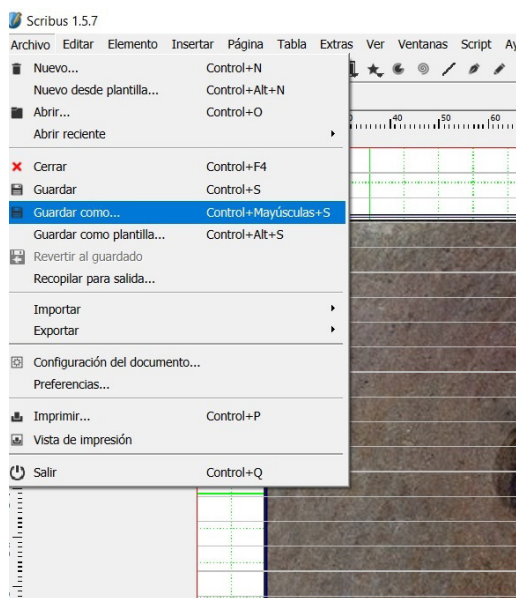 Scribus 1.5.7
Archivo Editar Elemento Insertar Página Tabla Extras Ver Ventanas Script
Nuevo... Control+N
Nuevo desde plantilla... Control+Alt+N
Abrir... Control+O
Abrir reciente
40 50 60
Cerrar Control+F4
Guardar Control+S
Guardar como... Control+Mayúsculas+S
Guardar como plantilla... Control+Alt+S
Revertir al guardado
Recopilar para salida...
Importar
Exportar
Configuración del documento...
Preferencias...
Imprimir... Control+P
Vista de impresión
Salir Control+Q